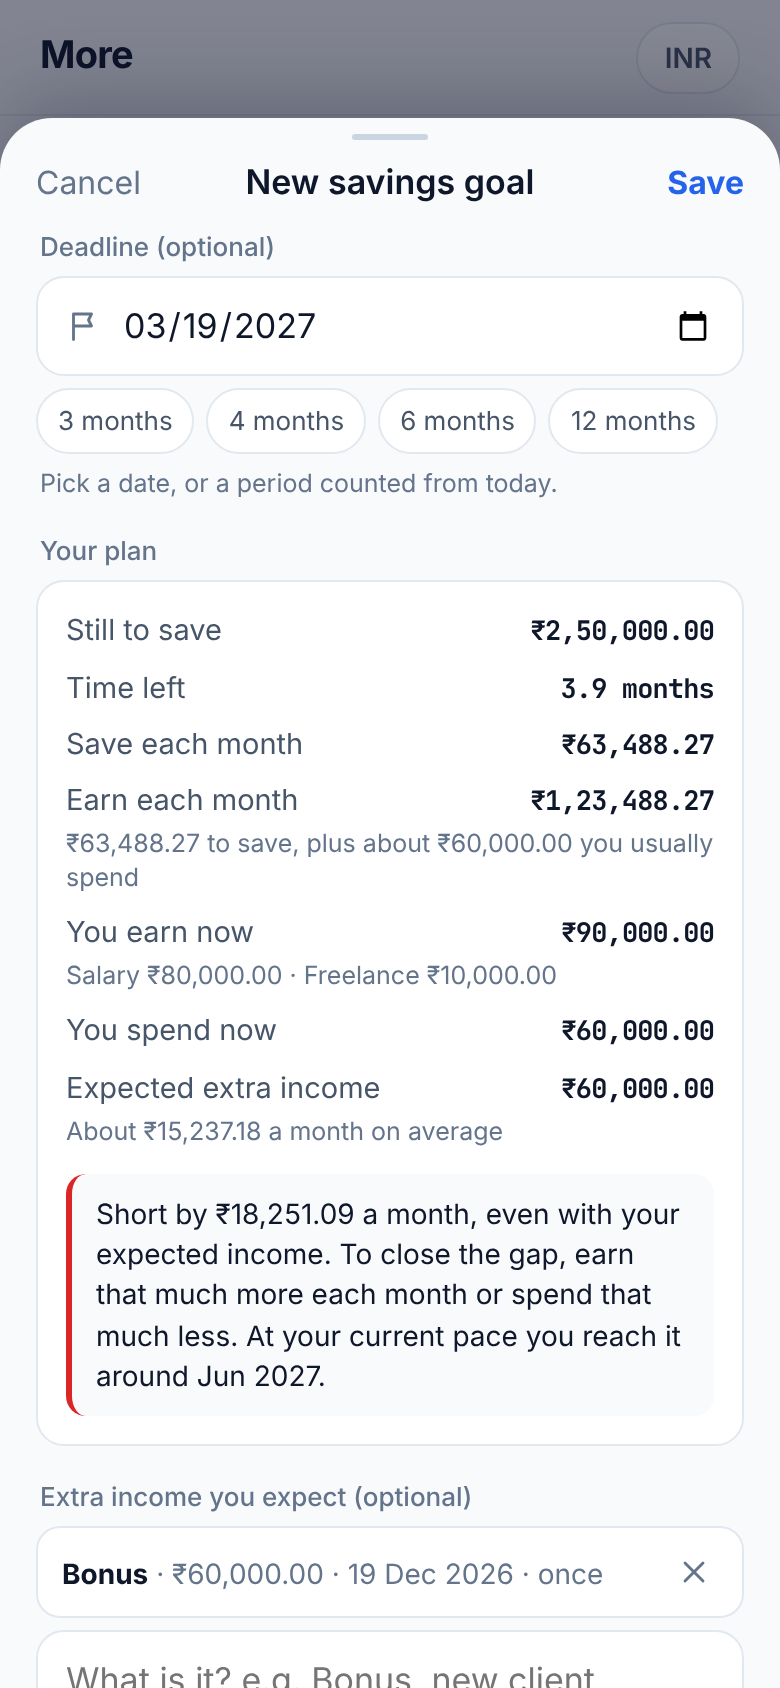 More
INR
Cancel
New savings goal
Save
Deadline (optional)
03/19/2027
3 months
4 months
6 months
12 months
Pick a date, or a period counted from today.
Your plan
Still to save ₹2,50,000.00
Time left 3.9 months
Save each month ₹63,488.27
Earn each month ₹1,23,488.27
₹63,488.27 to save, plus about ₹60,000.00 you usually
spend
You earn now ₹90,000.00
Salary ₹80,000.00 · Freelance ₹10,000.00
You spend now ₹60,000.00
Expected extra income ₹60,000.00
About ₹15,237.18 a month on average
Short by ₹18,251.09 a month, even with your
expected income. To close the gap, earn
that much more each month or spend that
much less. At your current pace you reach it
around Jun 2027.
Extra income you expect (optional)
Bonus · ₹60,000.00 · 19 Dec 2026 · once
What is it? e.g. Bonus, new client